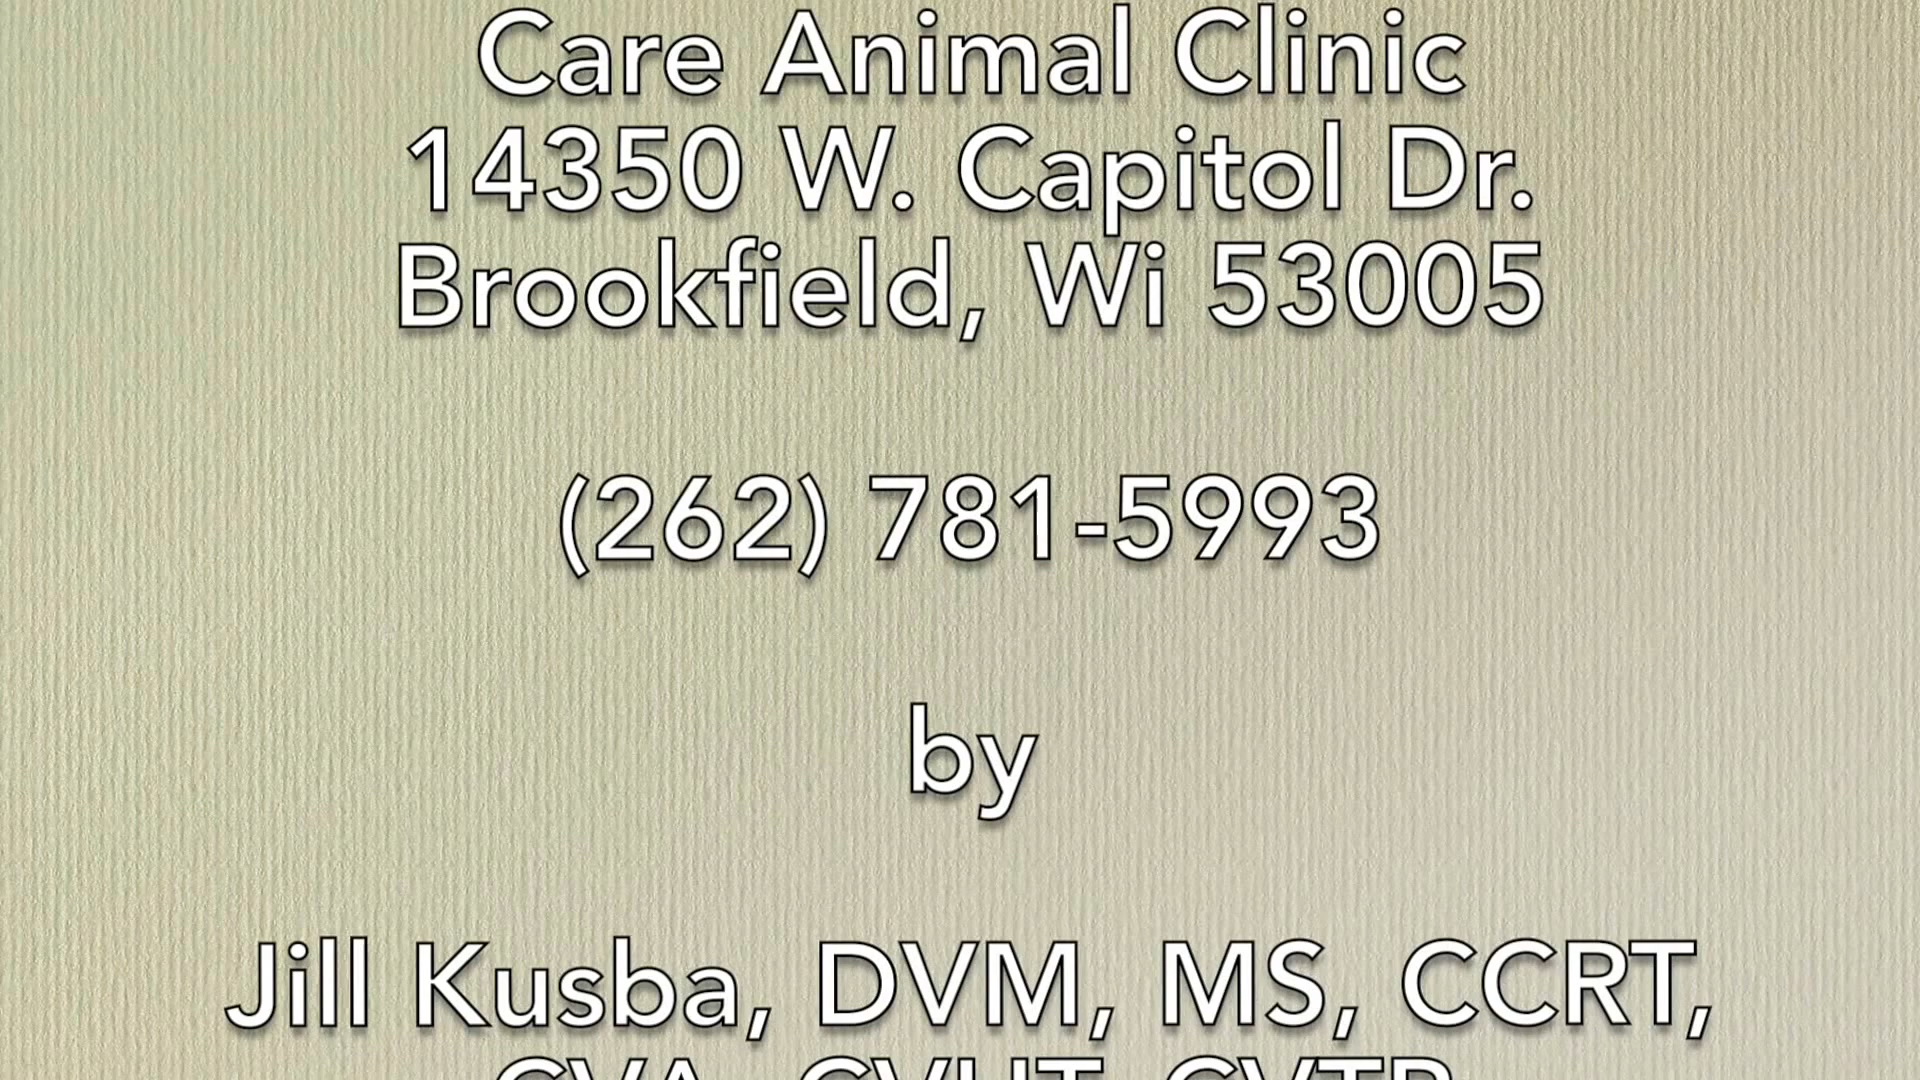 Care Animal Clinic
14350 W. Capitol Dr.
Brookfield, Wi 53005
(262) 781-5993
by
Jill Kusba, DVM, MS, CCRT,